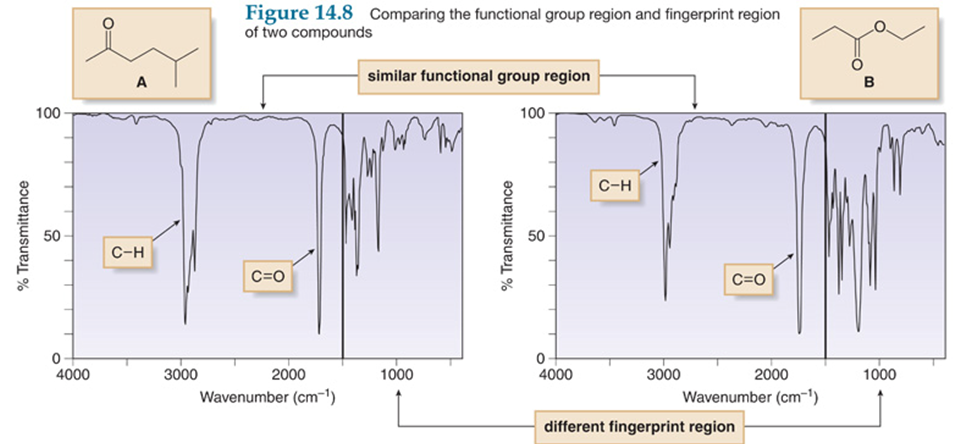 Figure 14.8 Comparing the functional group region and fingerprint region
of two compounds
O
A
O
O
B
similar functional group region
100
50
0
% Transmittance
C–H
C=O
4000
3000
2000
1000
Wavenumber (cm⁻¹)
100
50
0
% Transmittance
C–H
C=O
4000
3000
2000
1000
Wavenumber (cm⁻¹)
different fingerprint region